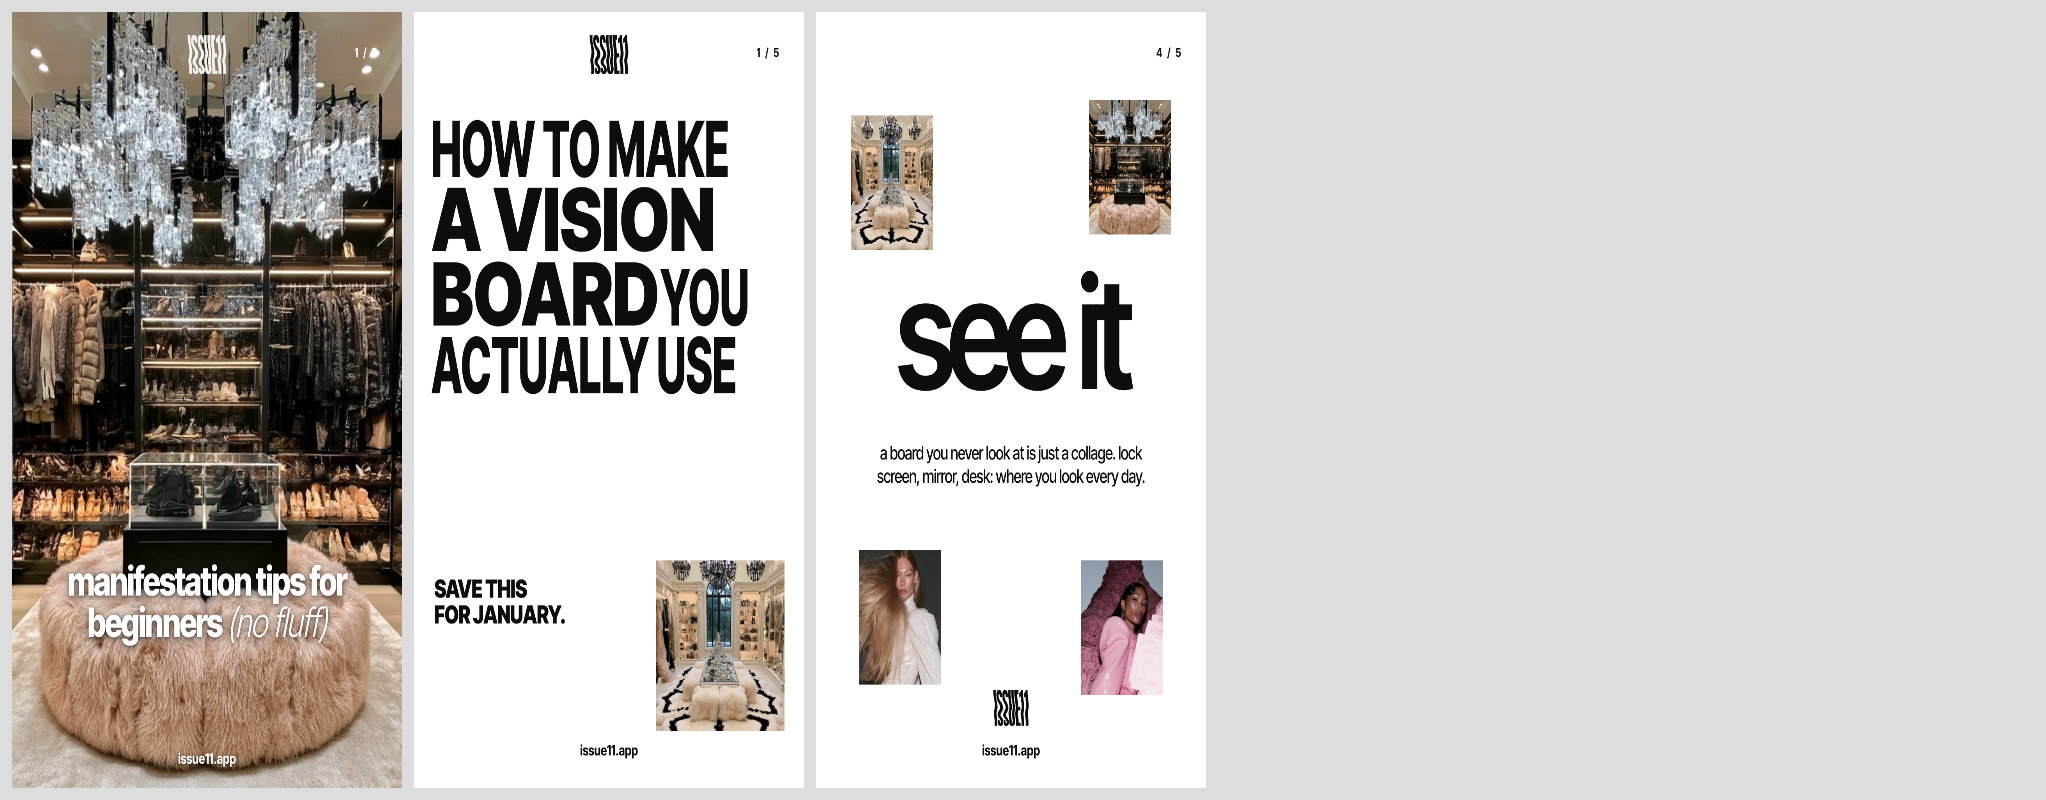 ISSUE11
1 / 5
manifestation tips for
beginners (no fluff)
issue11.app
ISSUE11
1 / 5
HOW TO MAKE
A VISION
BOARD YOU
ACTUALLY USE
SAVE THIS
FOR JANUARY.
issue11.app
4 / 5
see it
a board you never look at is just a collage. lock
screen, mirror, desk: where you look every day.
ISSUE11
issue11.app